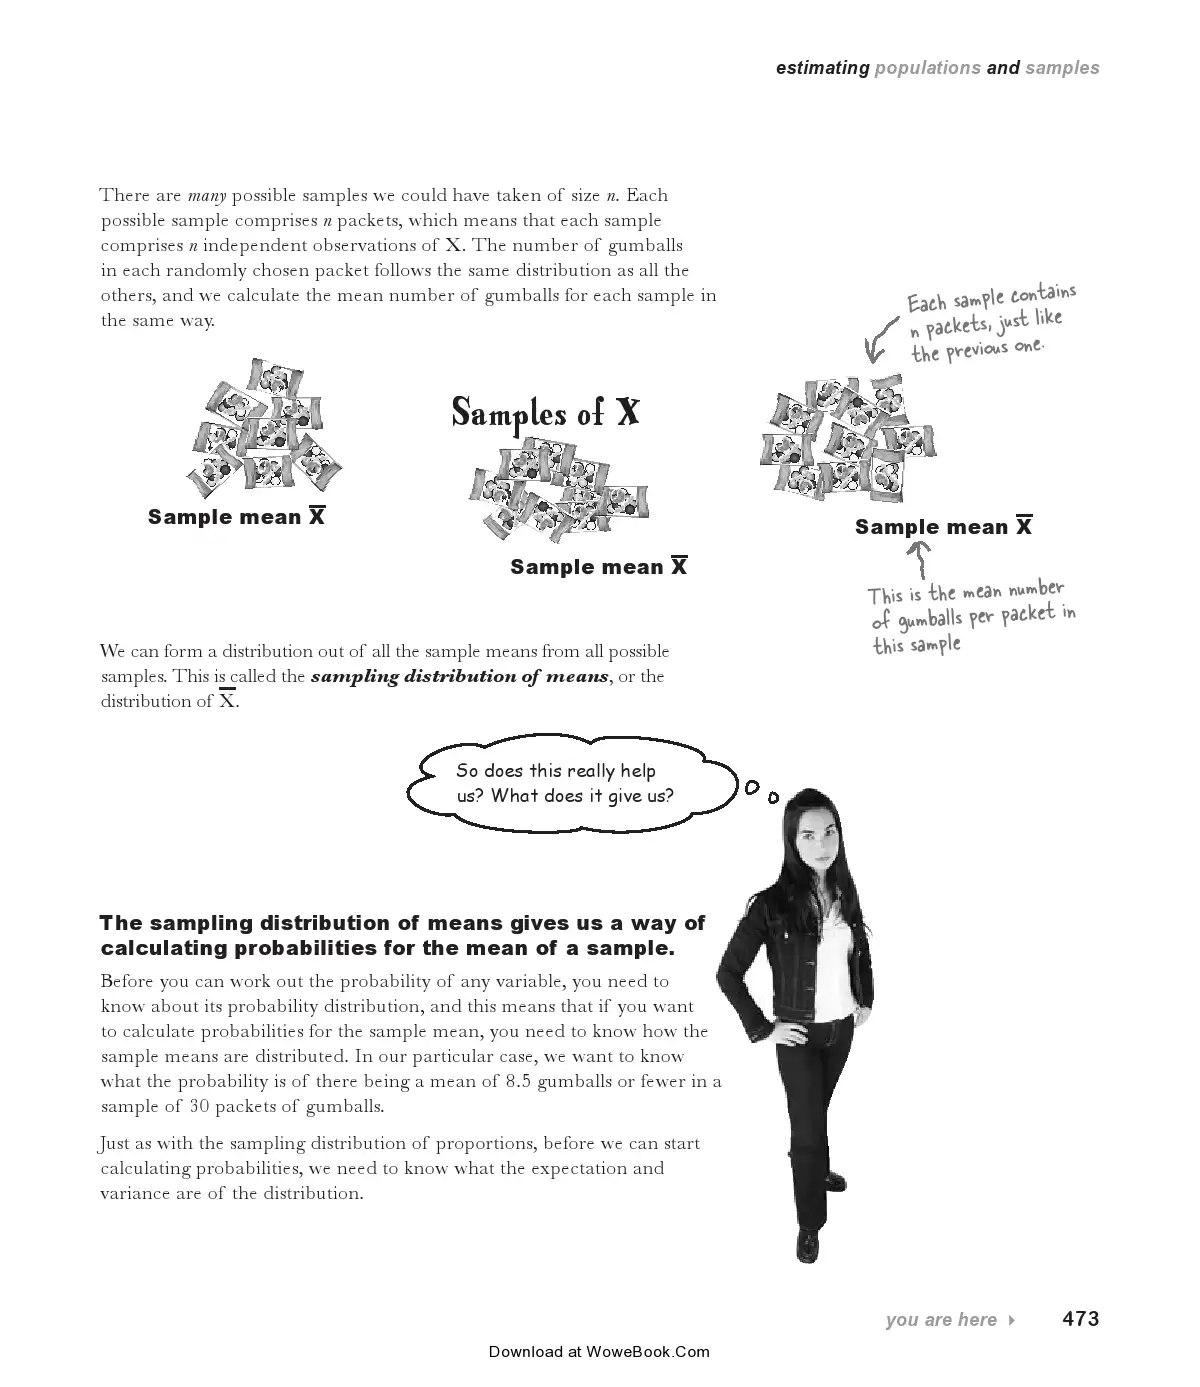 estimating populations and samples
There are many possible samples we could have taken of size n. Each
possible sample comprises n packets, which means that each sample
comprises n independent observations of X. The number of gumballs
in each randomly chosen packet follows the same distribution as all the
others, and we calculate the mean number of gumballs for each sample in
the same way.
Each sample contains
n packets, just like
the previous one.
Samples of X
Sample mean X̅
Sample mean X̅
Sample mean X̅
This is the mean number
of gumballs per packet in
this sample
We can form a distribution out of all the sample means from all possible
samples. This is called the sampling distribution of means, or the
distribution of X̅.
So does this really help
us? What does it give us?
The sampling distribution of means gives us a way of
calculating probabilities for the mean of a sample.
Before you can work out the probability of any variable, you need to
know about its probability distribution, and this means that if you want
to calculate probabilities for the sample mean, you need to know how the
sample means are distributed. In our particular case, we want to know
what the probability is of there being a mean of 8.5 gumballs or fewer in a
sample of 30 packets of gumballs.
Just as with the sampling distribution of proportions, before we can start
calculating probabilities, we need to know what the expectation and
variance are of the distribution.
you are here ▸ 473
Download at WoweBook.Com